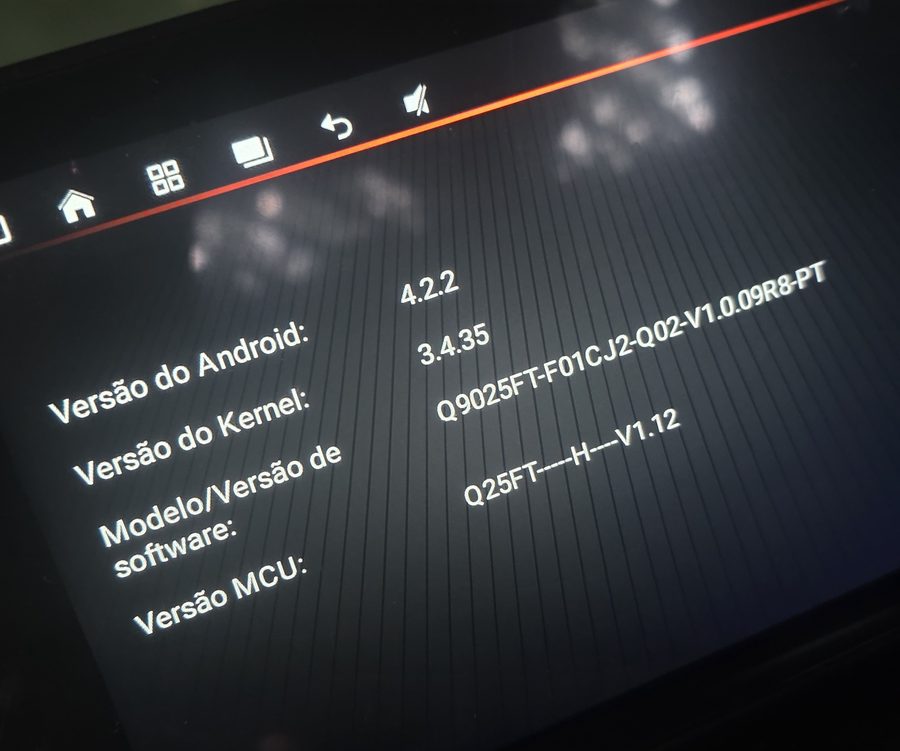 Versão do Android: 4.2.2
Versão do Kernel: 3.4.35
Modelo/Versão de software: Q9025FT-F01CJ2-Q02-V1.0.09R8-PT
Versão MCU: Q25FT-----H----V1.12